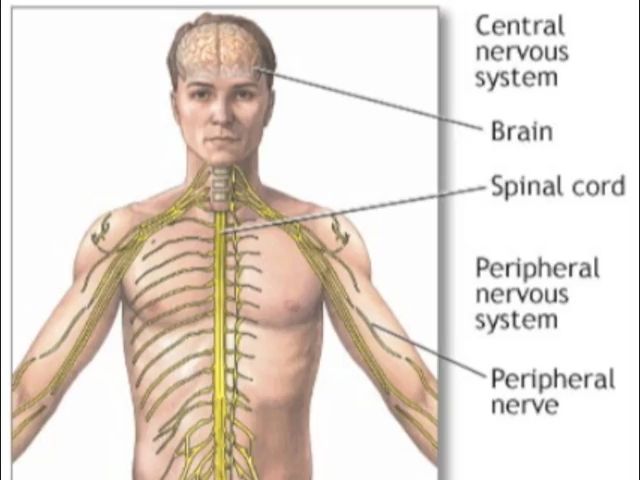 Central
nervous
system
Brain
Spinal cord
Peripheral
nervous
system
Peripheral
nerve